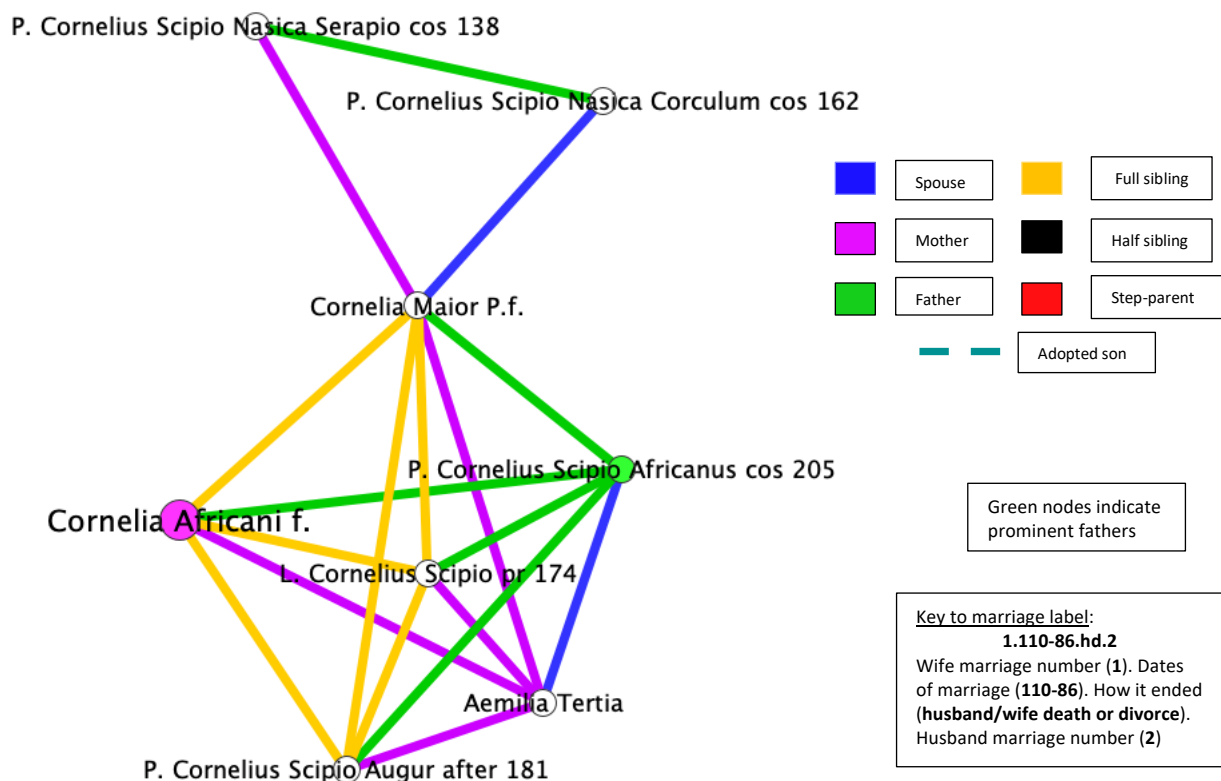 P. Cornelius Scipio Nasica Serapio cos 138
P. Cornelius Scipio Nasica Corculum cos 162
Spouse
Full sibling
Mother
Half sibling
Cornelia Maior P.f.
Father
Step-parent
Adopted son
P. Cornelius Scipio Africanus cos 205
Cornelia Africani f.
Green nodes indicate
prominent fathers
L. Cornelius Scipio pr 174
Key to marriage label:
1.110-86.hd.2
Wife marriage number (1). Dates
of marriage (110-86). How it ended
(husband/wife death or divorce).
Husband marriage number (2)
Aemilia Tertia
P. Cornelius Scipio Augur after 181